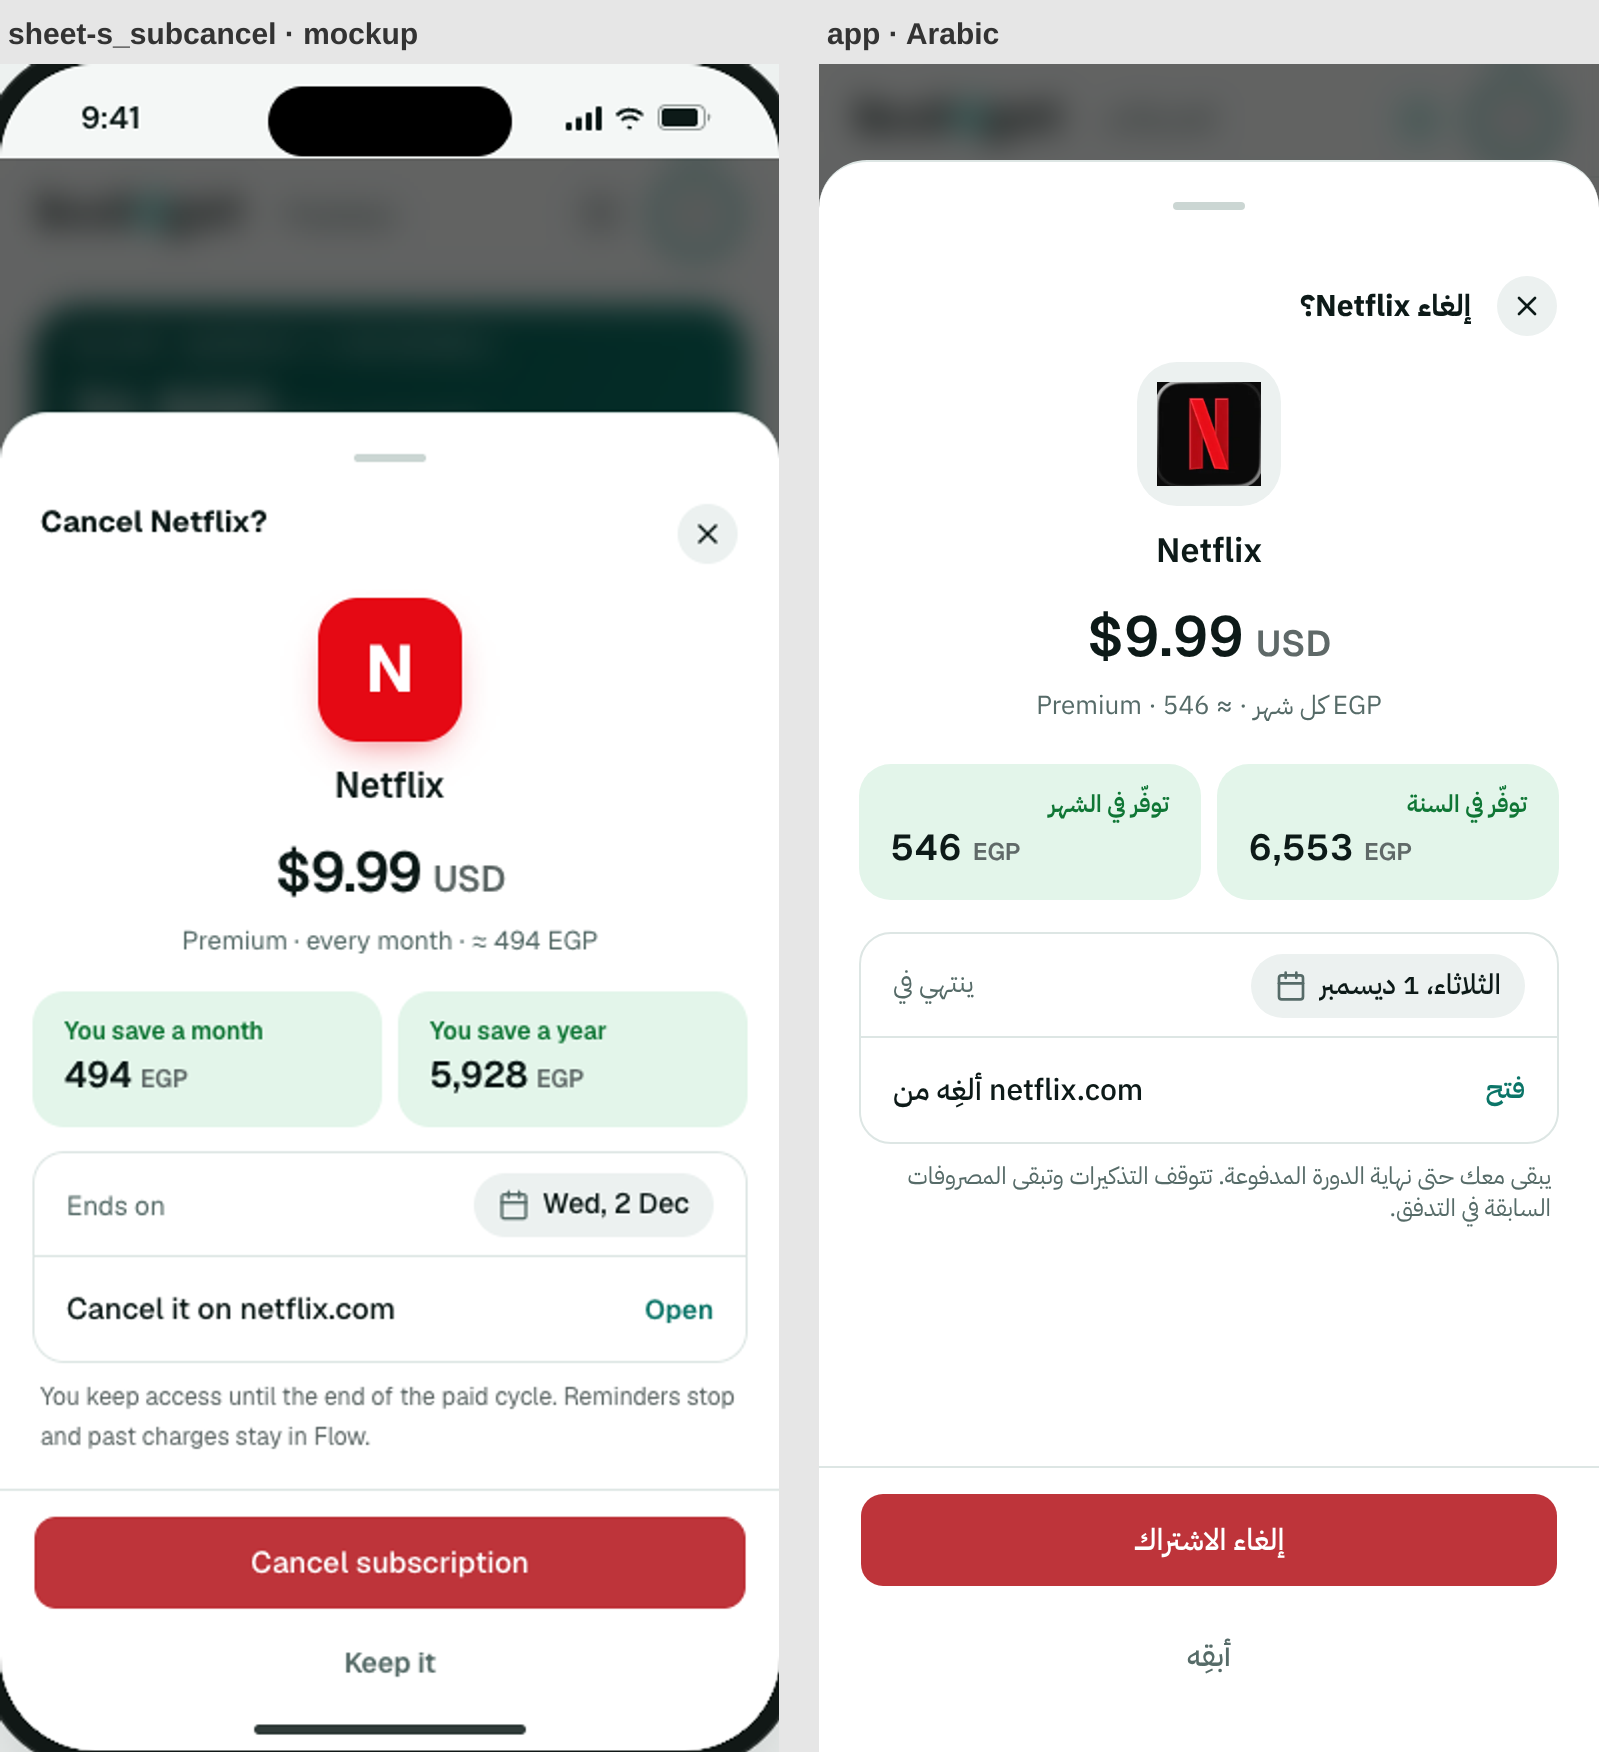 sheet-s_subcancel · mockup
9:41
Cancel Netflix?
N
Netflix
$9.99 USD
Premium · every month · ≈ 494 EGP
You save a month
494 EGP
You save a year
5,928 EGP
Ends on
Wed, 2 Dec
Cancel it on netflix.com
Open
You keep access until the end of the paid cycle. Reminders stop
and past charges stay in Flow.
Cancel subscription
Keep it
app · Arabic
إلغاء Netflix؟
N
Netflix
$9.99 USD
Premium · 546 ≈ · كل شهر EGP
توفّر في السنة
6,553 EGP
توفّر في الشهر
546 EGP
ينتهي في
الثلاثاء، 1 ديسمبر
ألغِه من netflix.com
فتح
يبقى معك حتى نهاية الدورة المدفوعة. تتوقف التذكيرات وتبقى المصروفات
السابقة في التدفق.
إلغاء الاشتراك
أبقِه